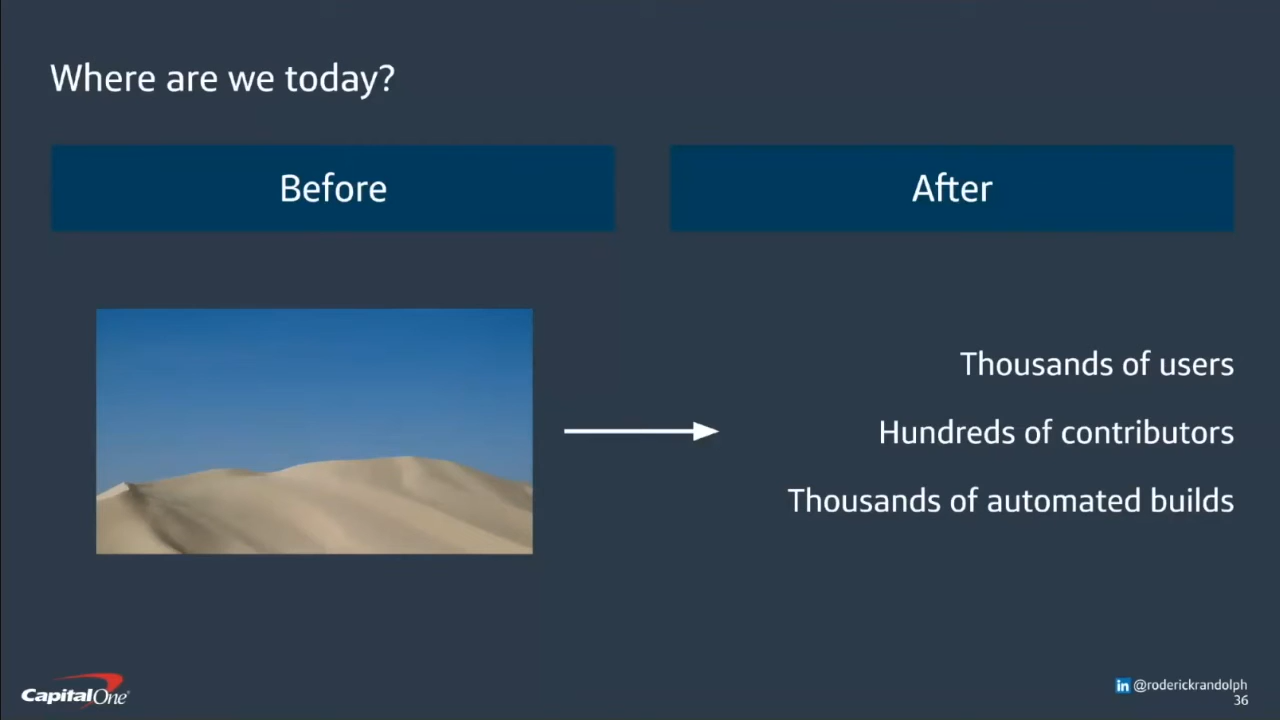 Where are we today?
Before
After
Thousands of users
Hundreds of contributors
Thousands of automated builds
CapitalOne
in @roderickrandolph
36